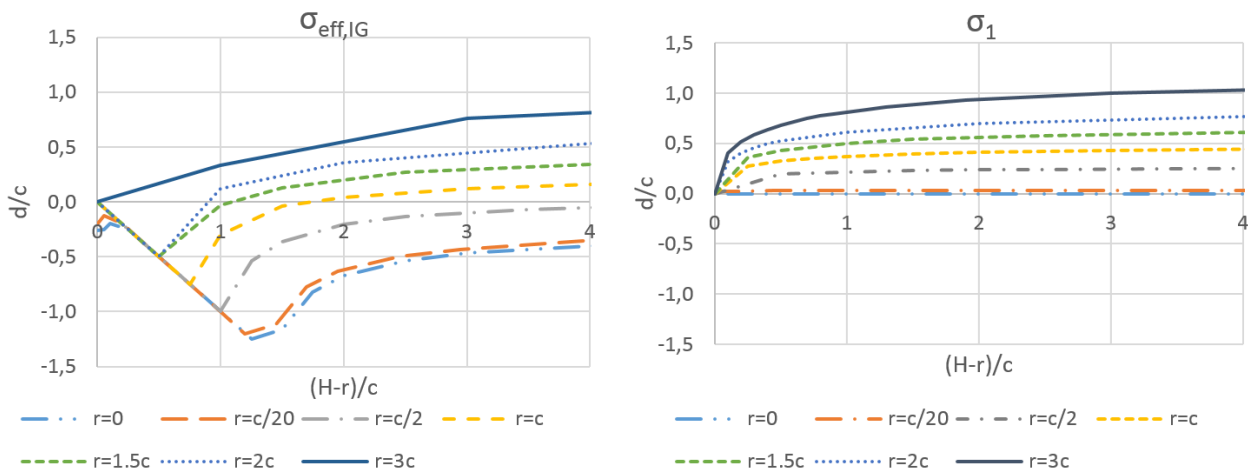 σeff,IG
1,5
1,0
0,5
0,0
-0,5
-1,0
-1,5
d/c
0 1 2 3 4
(H-r)/c
r=0 r=c/20 r=c/2 r=c
r=1.5c r=2c r=3c
σ1
1,5
1,0
0,5
0,0
-0,5
-1,0
-1,5
d/c
0 1 2 3 4
(H-r)/c
r=0 r=c/20 r=c/2 r=c
r=1.5c r=2c r=3c